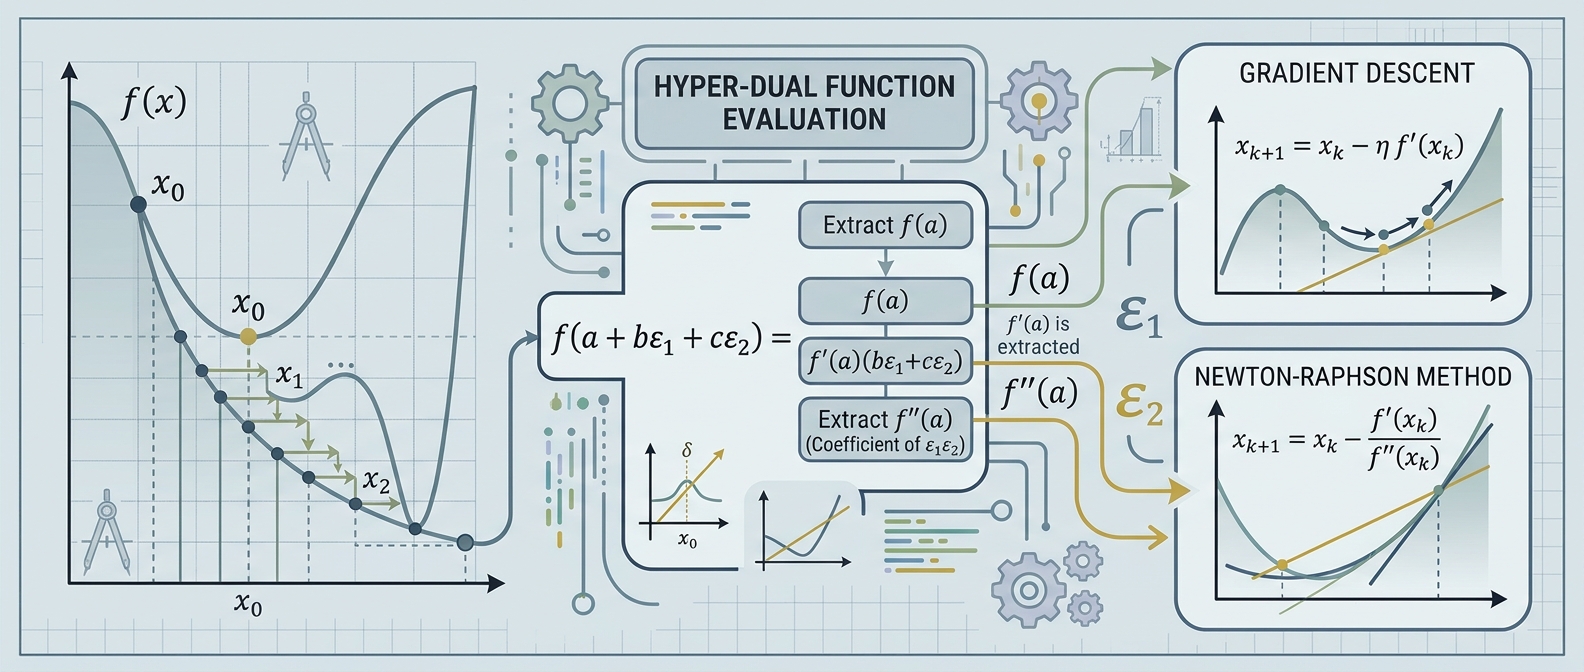 f(x)
x₀
x₀
x₁
...
x₂
x₀
HYPER-DUAL FUNCTION
EVALUATION
f(a + bε₁ + cε₂) =
Extract f(a)
f(a)
f′(a)(bε₁+cε₂)
Extract f″(a)
(Coefficient of ε₁ε₂)
δ
x₀
f(a)
f′(a) is
extracted
f″(a)
ε₁
ε₂
GRADIENT DESCENT
xₖ₊₁ = xₖ − η f′(xₖ)
NEWTON-RAPHSON METHOD
xₖ₊₁ = xₖ − f′(xₖ) / f″(xₖ)